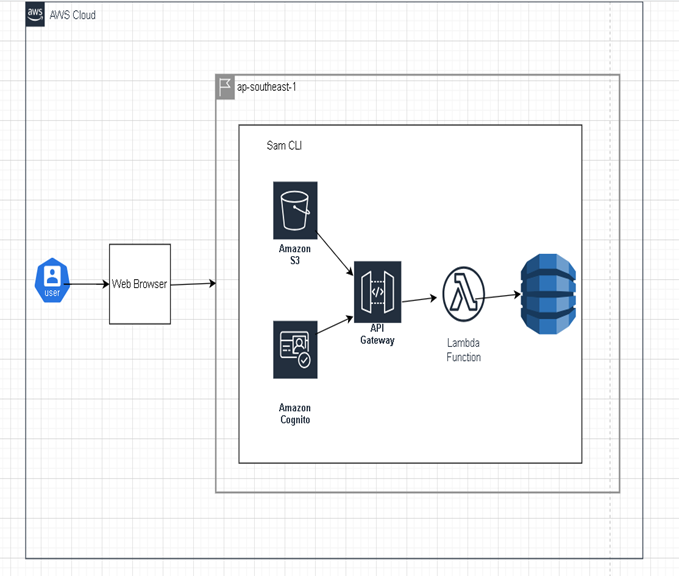 aws
AWS Cloud
ap-southeast-1
Sam CLI
Amazon
S3
user
Web Browser
API
Gateway
Lambda
Function
Amazon
Cognito